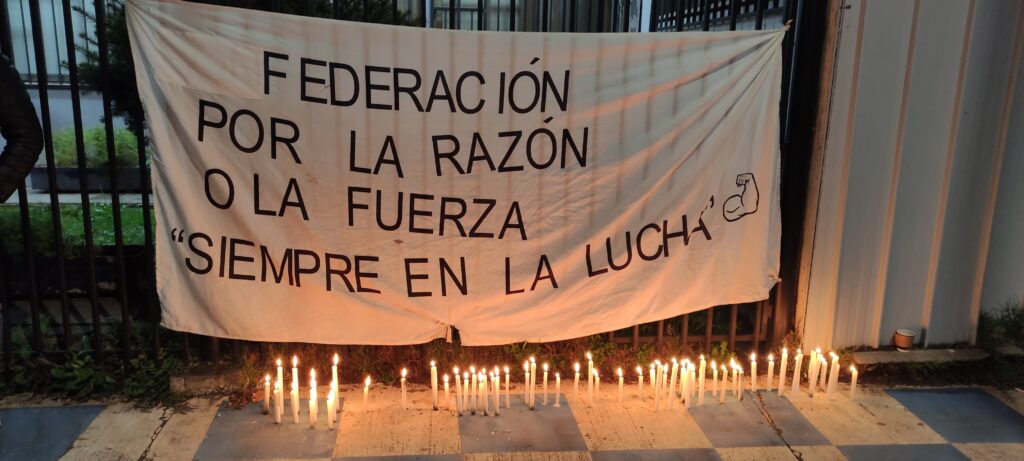 FEDERACIÓN
POR LA RAZÓN
O LA FUERZA
“SIEMPRE EN LA LUCHA”